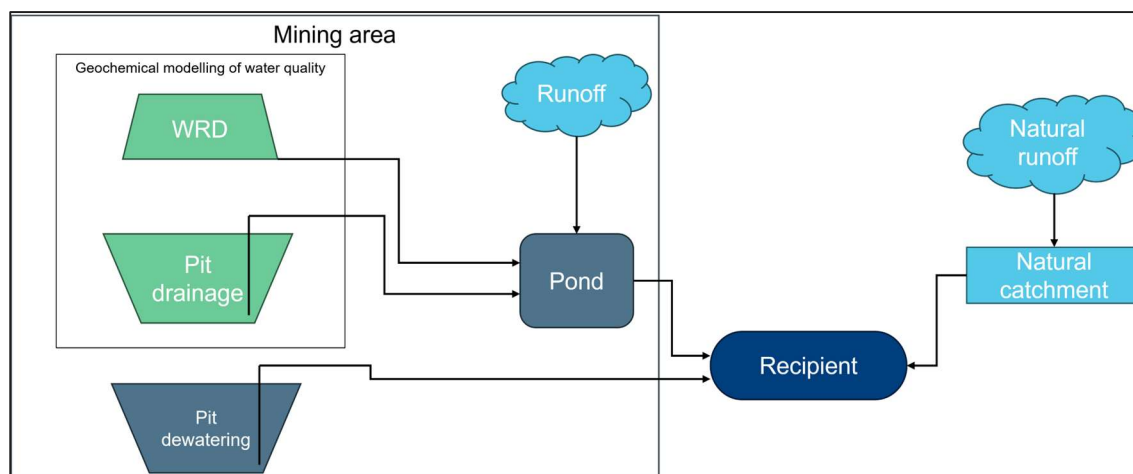 Mining area
Geochemical modelling of water quality
WRD
Runoff
Natural
runoff
Pit
drainage
Pond
Natural
catchment
Recipient
Pit
dewatering